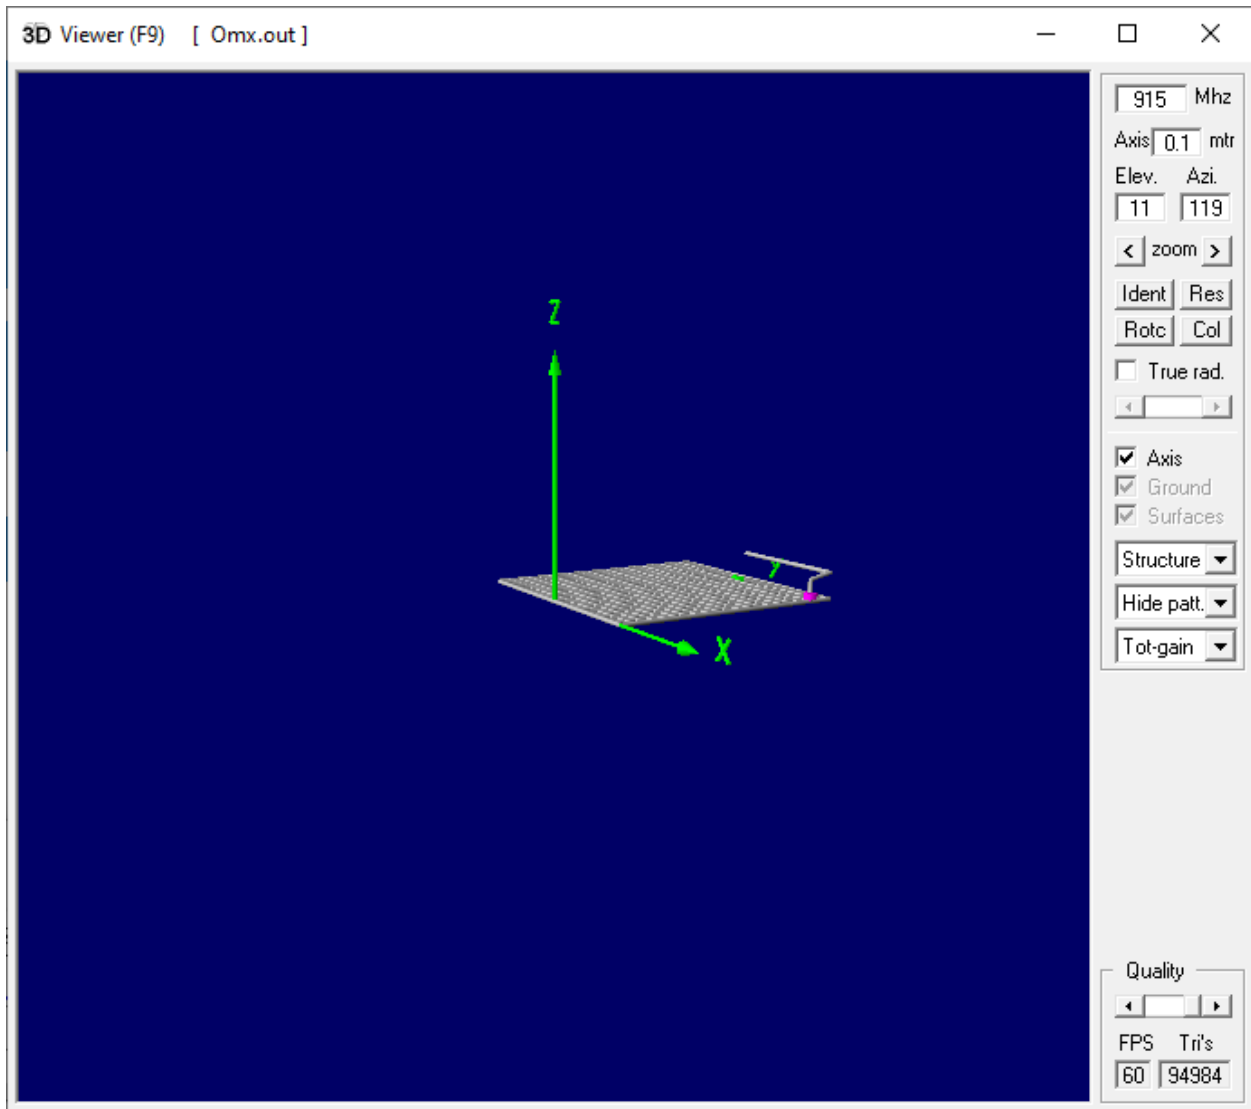 3D Viewer (F9) [ Omx.out ]
915 Mhz
Axis 0.1 mtr
Elev. Azi.
11 119
< zoom >
Ident Res
Rotc Col
True rad.
Axis
Ground
Surfaces
Structure
Hide patt.
Tot-gain
Z
y
X
Quality
FPS Tri's
60 94984